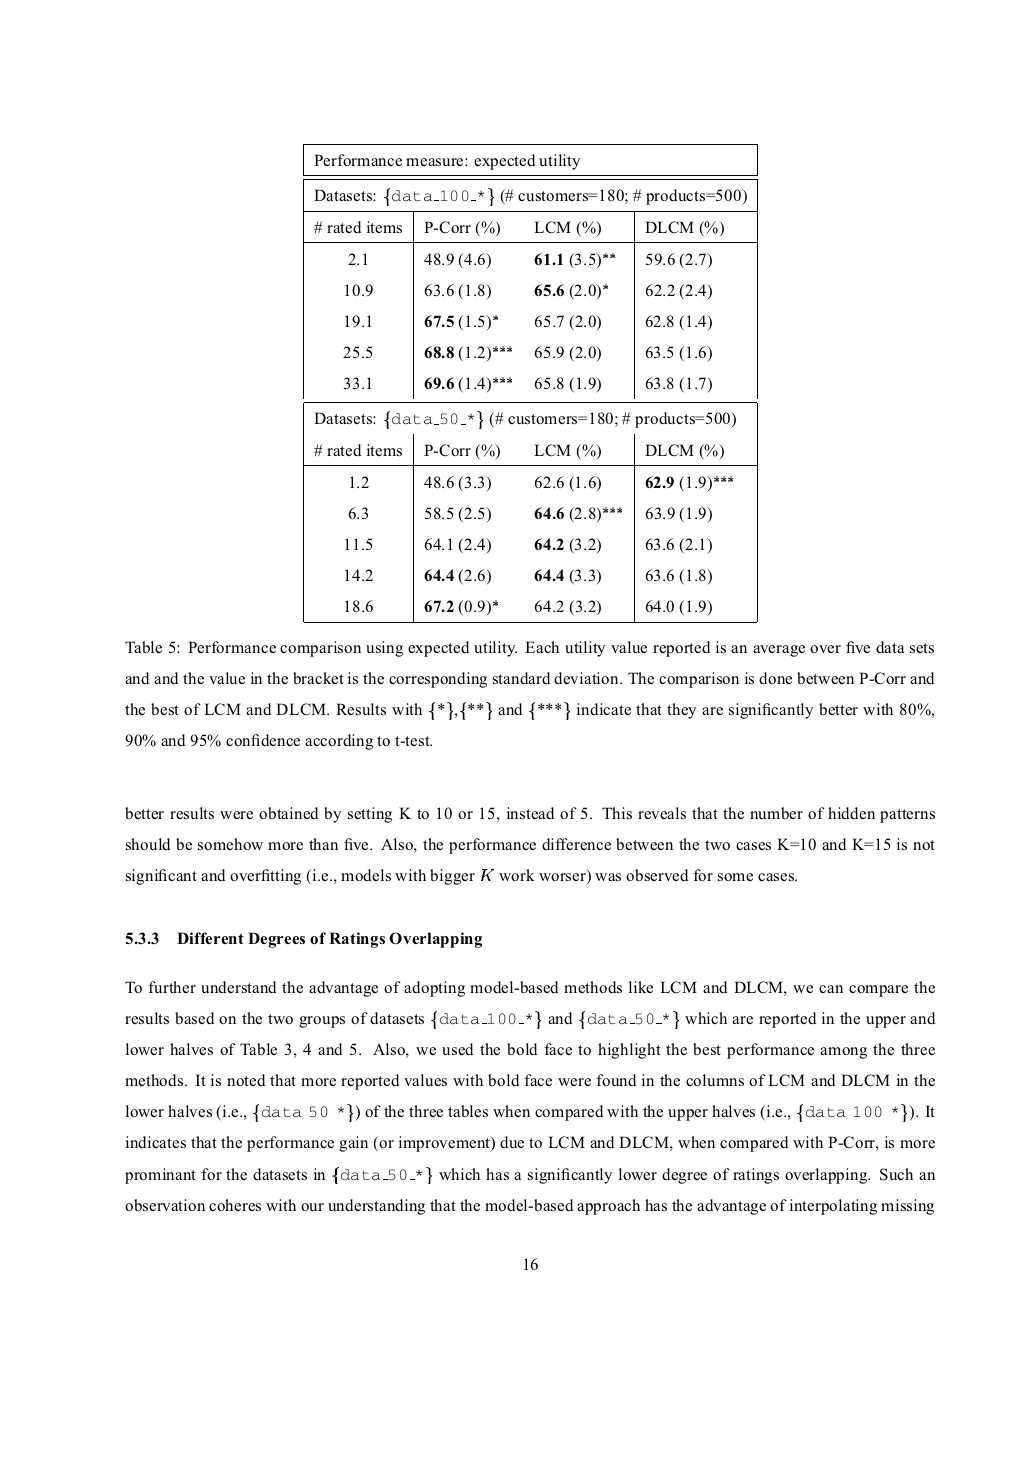 Performance measure: expected utility
Datasets: {data_100_*} (# customers=180; # products=500)
# rated items P-Corr (%) LCM (%) DLCM (%)
2.1 48.9 (4.6) 61.1 (3.5)** 59.6 (2.7)
10.9 63.6 (1.8) 65.6 (2.0)* 62.2 (2.4)
19.1 67.5 (1.5)* 65.7 (2.0) 62.8 (1.4)
25.5 68.8 (1.2)*** 65.9 (2.0) 63.5 (1.6)
33.1 69.6 (1.4)*** 65.8 (1.9) 63.8 (1.7)
Datasets: {data_50_*} (# customers=180; # products=500)
# rated items P-Corr (%) LCM (%) DLCM (%)
1.2 48.6 (3.3) 62.6 (1.6) 62.9 (1.9)***
6.3 58.5 (2.5) 64.6 (2.8)*** 63.9 (1.9)
11.5 64.1 (2.4) 64.2 (3.2) 63.6 (2.1)
14.2 64.4 (2.6) 64.4 (3.3) 63.6 (1.8)
18.6 67.2 (0.9)* 64.2 (3.2) 64.0 (1.9)
Table 5: Performance comparison using expected utility. Each utility value reported is an average over five data sets
and and the value in the bracket is the corresponding standard deviation. The comparison is done between P-Corr and
the best of LCM and DLCM. Results with {*},{**} and {***} indicate that they are significantly better with 80%,
90% and 95% confidence according to t-test.
better results were obtained by setting K to 10 or 15, instead of 5. This reveals that the number of hidden patterns
should be somehow more than five. Also, the performance difference between the two cases K=10 and K=15 is not
significant and overfitting (i.e., models with bigger K work worser) was observed for some cases.
5.3.3 Different Degrees of Ratings Overlapping
To further understand the advantage of adopting model-based methods like LCM and DLCM, we can compare the
results based on the two groups of datasets {data_100_*} and {data_50_*} which are reported in the upper and
lower halves of Table 3, 4 and 5. Also, we used the bold face to highlight the best performance among the three
methods. It is noted that more reported values with bold face were found in the columns of LCM and DLCM in the
lower halves (i.e., {data 50 *}) of the three tables when compared with the upper halves (i.e., {data 100 *}). It
indicates that the performance gain (or improvement) due to LCM and DLCM, when compared with P-Corr, is more
prominent for the datasets in {data_50_*} which has a significantly lower degree of ratings overlapping. Such an
observation coheres with our understanding that the model-based approach has the advantage of interpolating missing
16